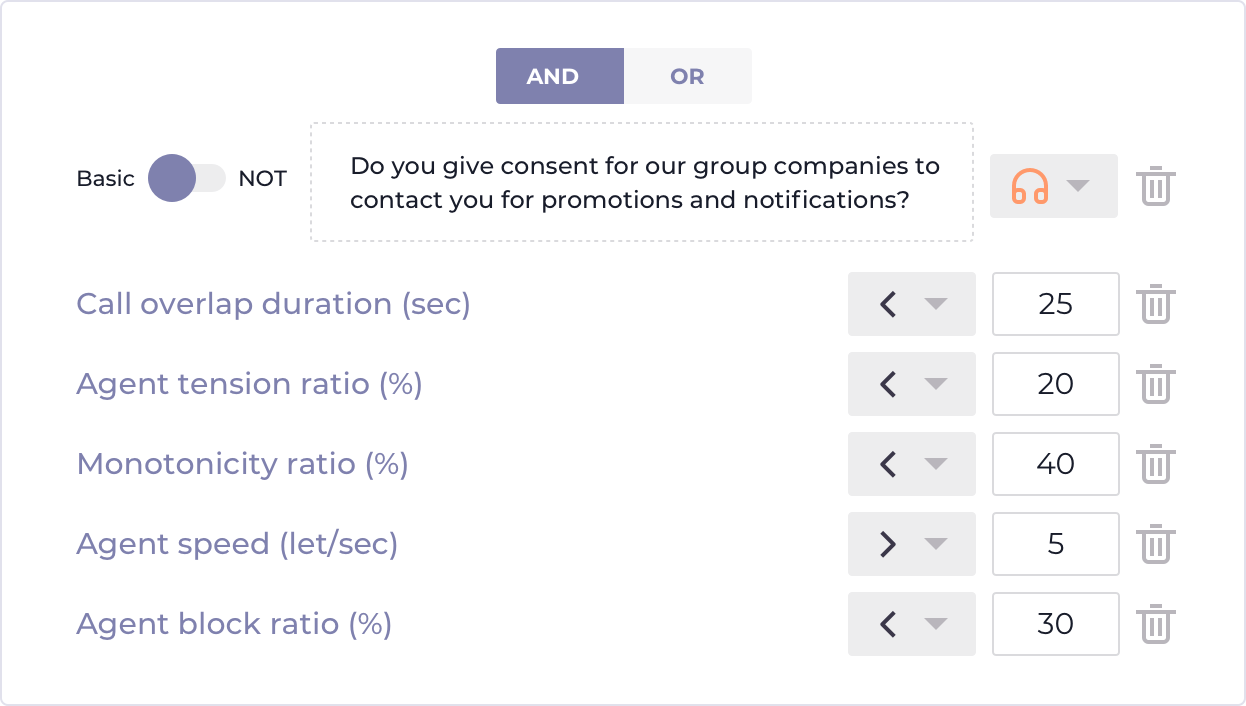 AND OR
Basic NOT
Do you give consent for our group companies to
contact you for promotions and notifications?
Call overlap duration (sec) < 25
Agent tension ratio (%) < 20
Monotonicity ratio (%) < 40
Agent speed (let/sec) > 5
Agent block ratio (%) < 30